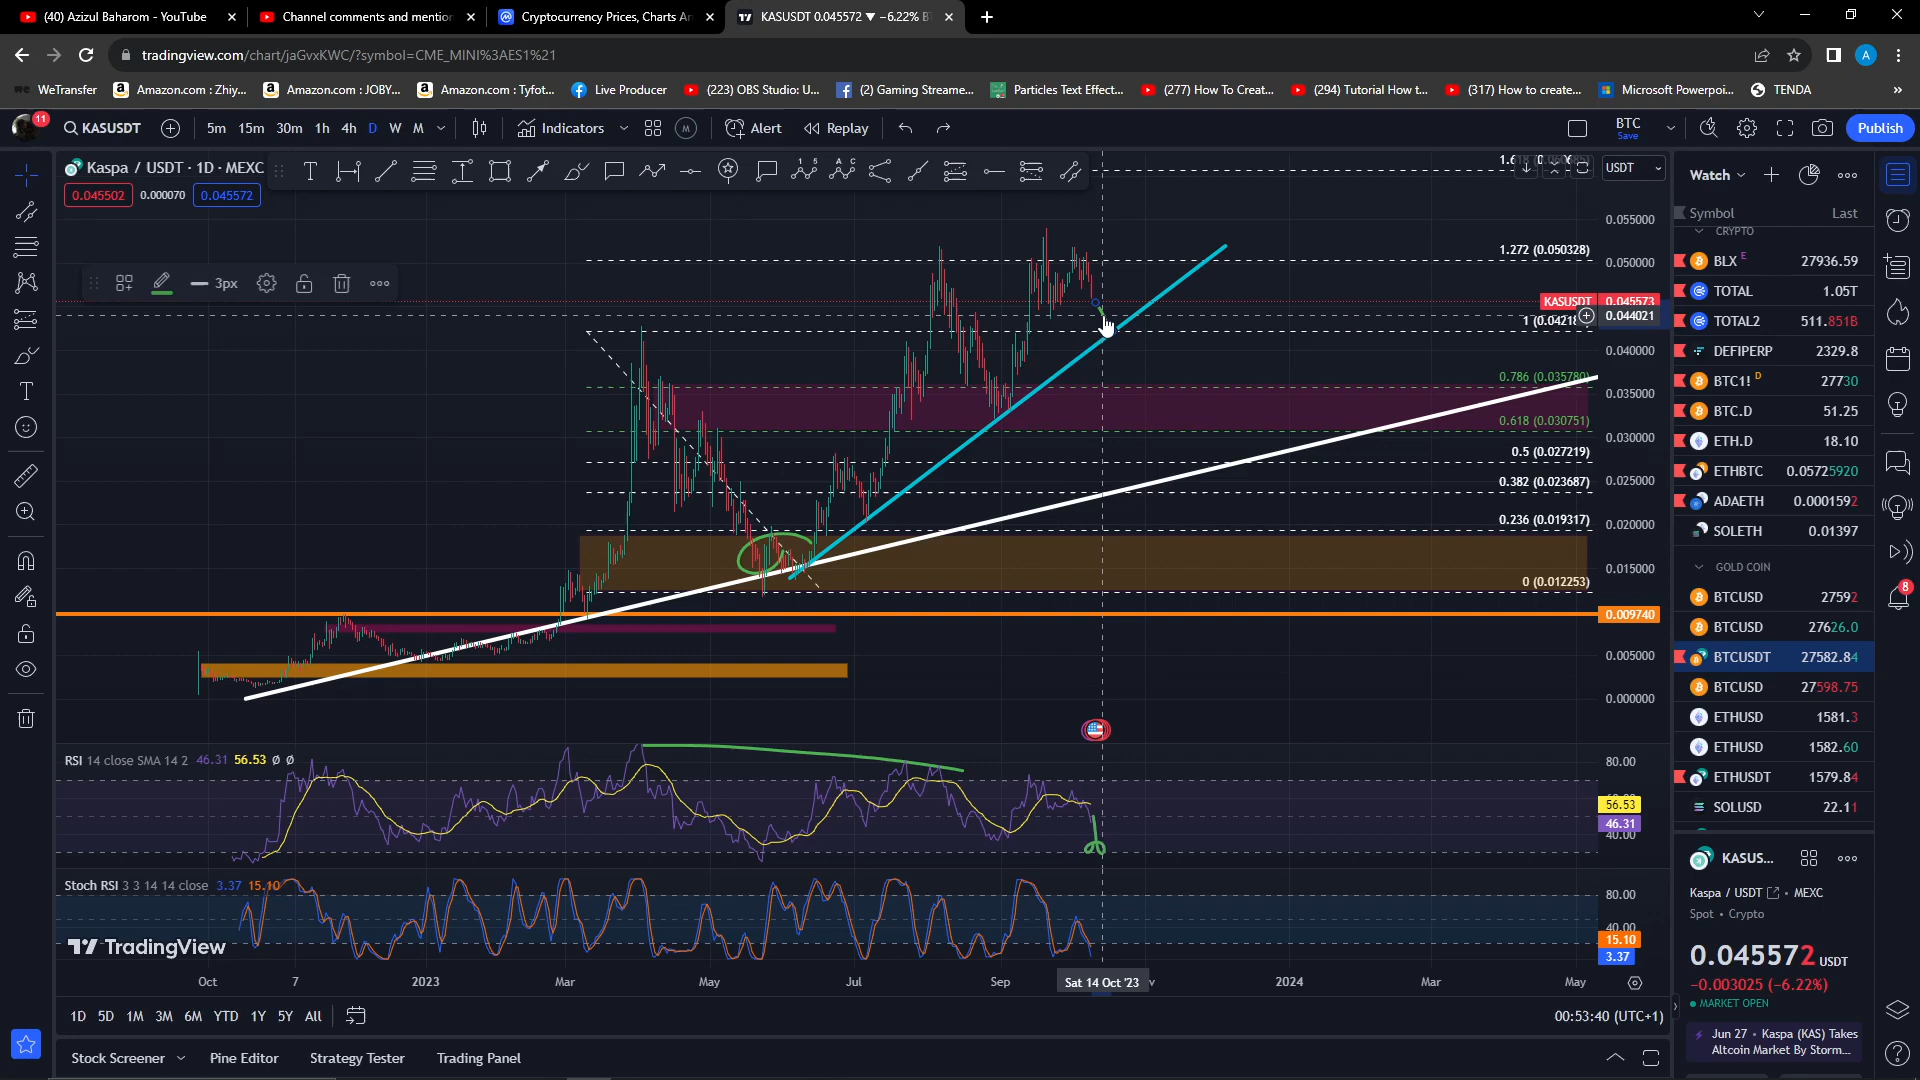 (40) Azizul Baharom - YouTube
Channel comments and mention
Cryptocurrency Prices, Charts An
KASUSDT 0.045572 ▼ −6.22% B
tradingview.com/chart/jaGvxKWC/?symbol=CME_MINI%3AES1%21
WeTransfer
Amazon.com : Zhiy...
Amazon.com : JOBY...
Amazon.com : Tyfot...
Live Producer
(223) OBS Studio: U...
(2) Gaming Streame...
Particles Text Effect...
(277) How To Creat...
(294) Tutorial How t...
(317) How to create...
Microsoft Powerpoi...
TENDA
»
A
11
KASUSDT
5m 15m 30m 1h 4h D W M
Indicators
M
Alert
Replay
BTC
Save
Publish
Kaspa / USDT · 1D · MEXC
0.045502
0.000070
0.045572
3px
USDT
0.055000
1.272 (0.050328)
0.050000
KASUSDT 0.045573
0.044021
0.040000
0.786 (0.035780)
0.035000
0.618 (0.030751)
0.030000
0.5 (0.027219)
0.025000
0.382 (0.023687)
0.236 (0.019317)
0.020000
0.015000
0 (0.012253)
0.009740
0.005000
0.000000
RSI 14 close SMA 14 2 46.31 56.53 Ø Ø
80.00
56.53
46.31
40.00
Stoch RSI 3 3 14 14 close 3.37 15.10
80.00
40.00
15.10
3.37
TradingView
Oct 7 2023 Mar May Jul Sep Sat 14 Oct '23 2024 Mar May
1D 5D 1M 3M 6M YTD 1Y 5Y All
00:53:40 (UTC+1)
Stock Screener
Pine Editor
Strategy Tester
Trading Panel
Watch
Symbol Last
CRYPTO
BLX E 27936.59
TOTAL 1.05T
TOTAL2 511.851B
DEFIPERP 2329.8
BTC1! D 27730
BTC.D 51.25
ETH.D 18.10
ETHBTC 0.05725920
ADAETH 0.0001592
SOLETH 0.01397
GOLD COIN
BTCUSD 27592
BTCUSD 27626.0
BTCUSDT 27582.84
BTCUSD 27598.75
ETHUSD 1581.3
ETHUSD 1582.60
ETHUSDT 1579.84
SOLUSD 22.11
8
KASUS...
Kaspa / USDT • MEXC
Spot • Crypto
0.045572 USDT
−0.003025 (−6.22%)
MARKET OPEN
Jun 27 • Kaspa (KAS) Takes
Altcoin Market By Storm...